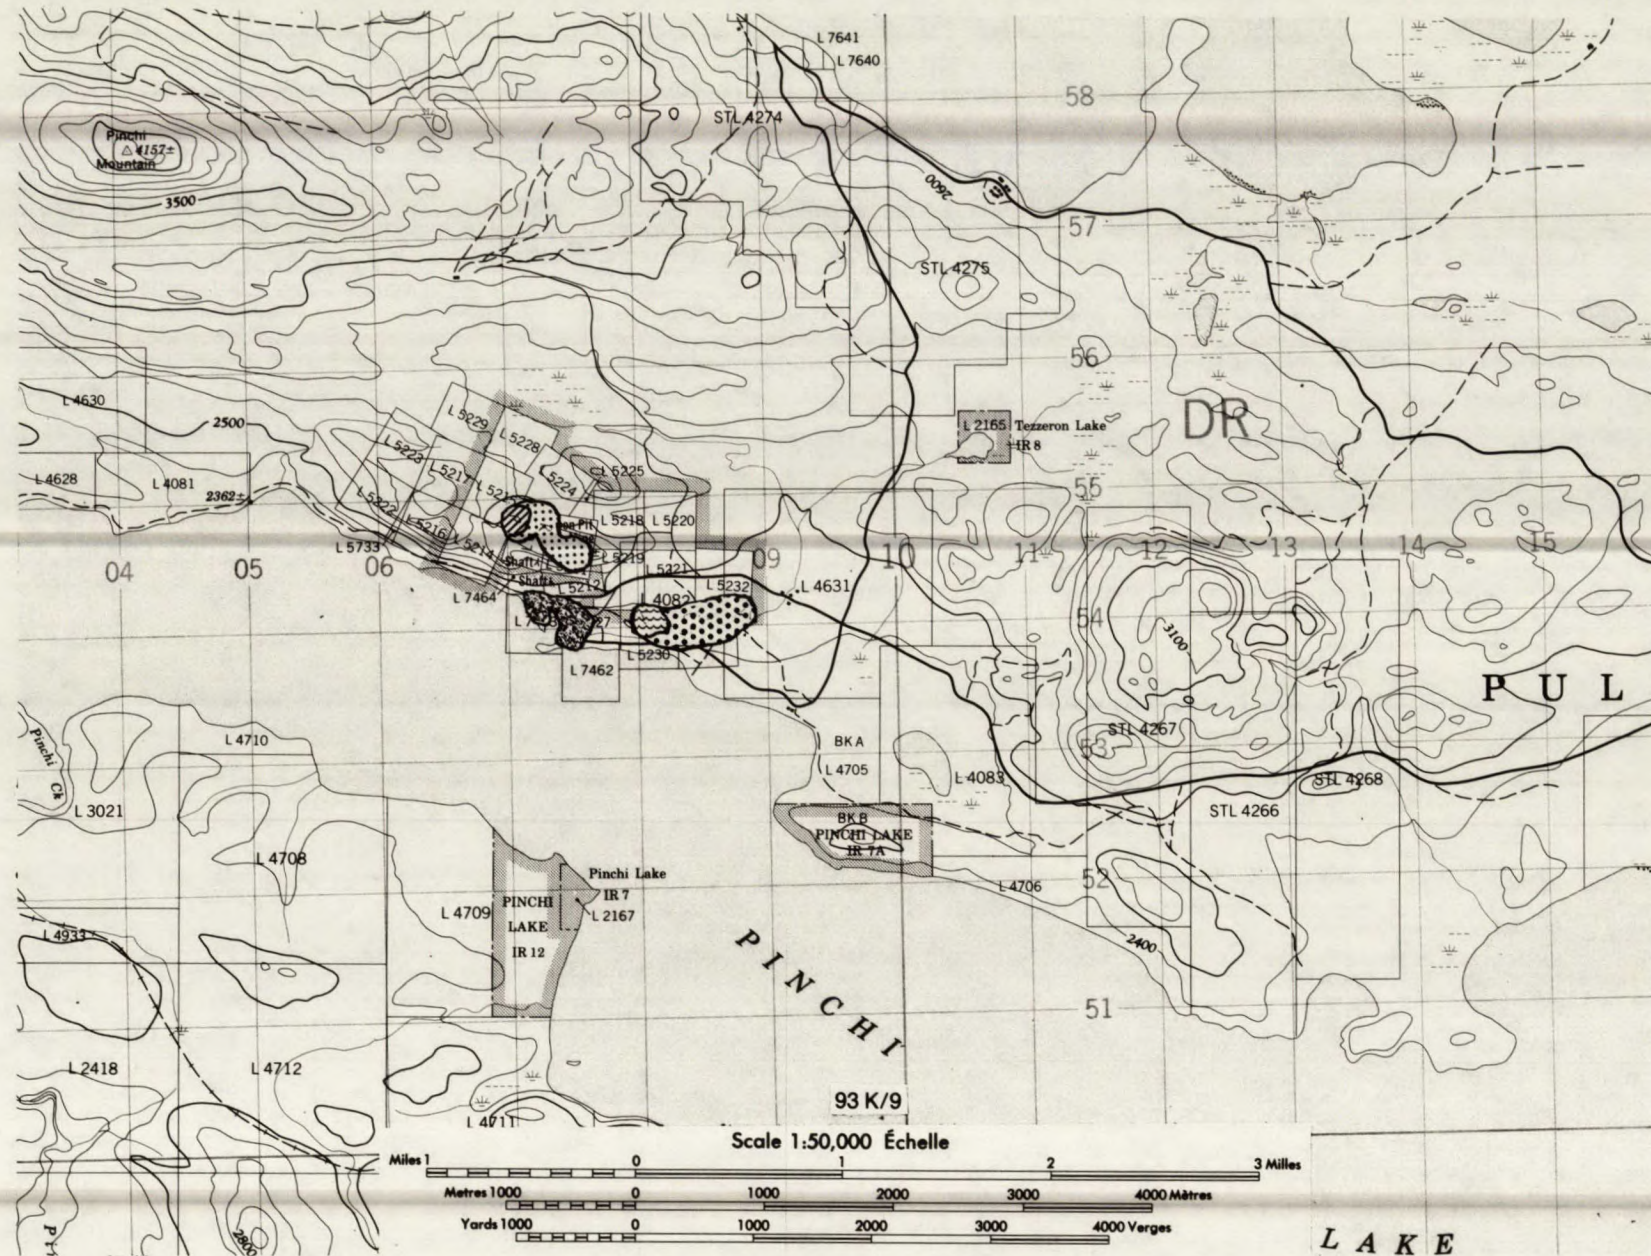 L 7641
L 7640
58
STL 4274
Pinchi
4157±
Mountain
3500
2600
57
STL 4275
56
L 4630
2500
L 5229
L 5228
L 5223
L 5217
L 5224
L 5225
L 2165
Tezzeron Lake
IR 8
DR
L 4628
L 4081
2362±
L 5222
L 5216
L 5214
L 5218
L 5220
55
L 5733
Shaft
L 5219
L 5221
04
05
06
09
10
11
12
13
14
15
Shaft
L 5212
L 5232
L 4631
L 7464
L 4082
54
3100
L 5230
L 7462
PUL
STL 4267
53
Pinchi
Ck
L 4710
BK A
L 4705
L 4083
STL 4268
L 3021
STL 4266
BK B
PINCHI LAKE
IR 7A
L 4708
52
L 4706
Pinchi Lake
IR 7
L 2167
L 4709
PINCHI
LAKE
IR 12
L 4933
2400
PINCHI
51
L 2418
L 4712
93 K/9
L 4711
Scale 1:50,000 Échelle
Miles 1 0 1 2 3 Milles
Metres 1000 0 1000 2000 3000 4000 Mètres
Yards 1000 0 1000 2000 3000 4000 Verges
2800
LAKE